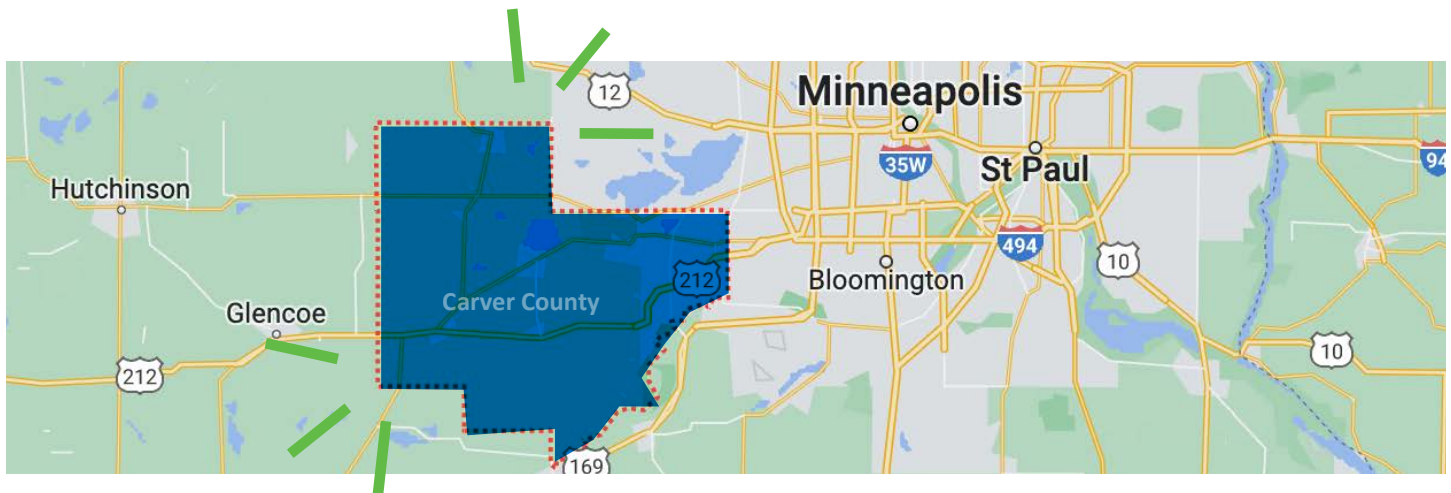 Minneapolis
12
35W
St Paul
94
Hutchinson
494
10
212
Bloomington
Carver County
Glencoe
212
10
169